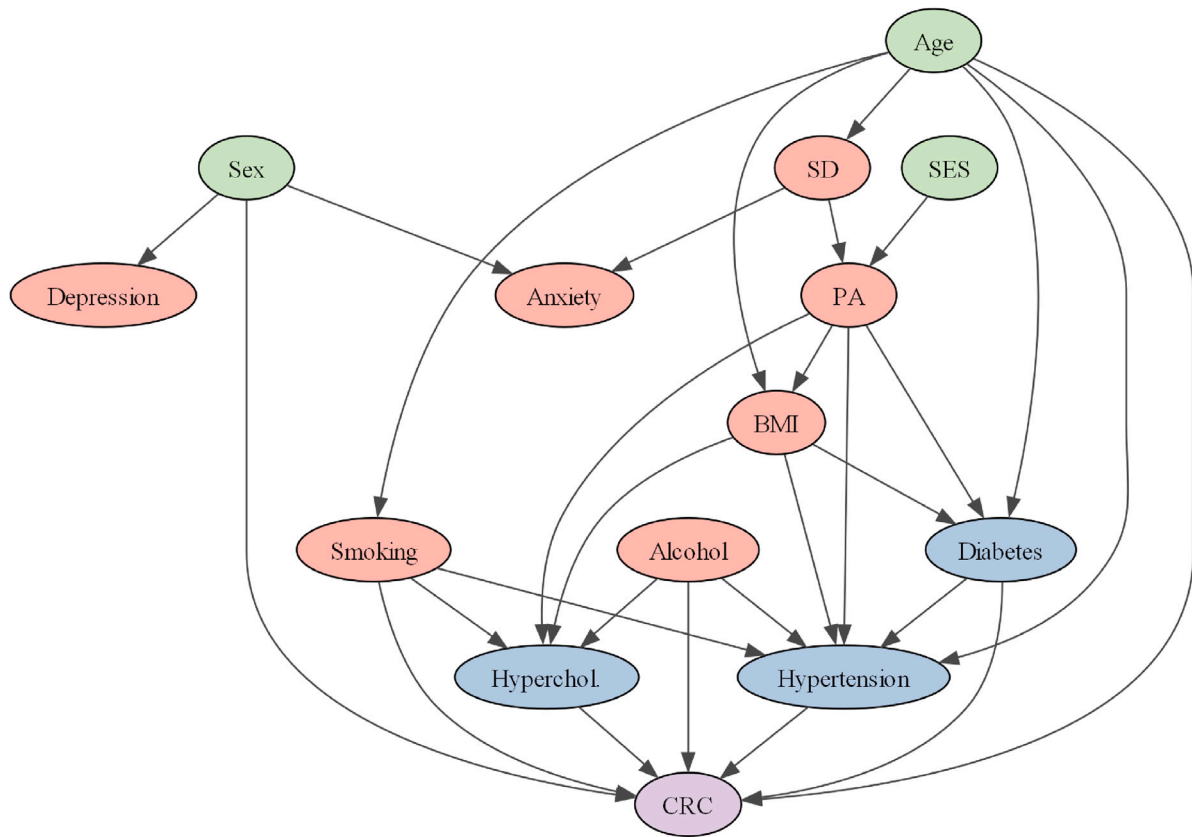 Age
Sex
SD
SES
Depression
Anxiety
PA
BMI
Smoking
Alcohol
Diabetes
Hyperchol.
Hypertension
CRC